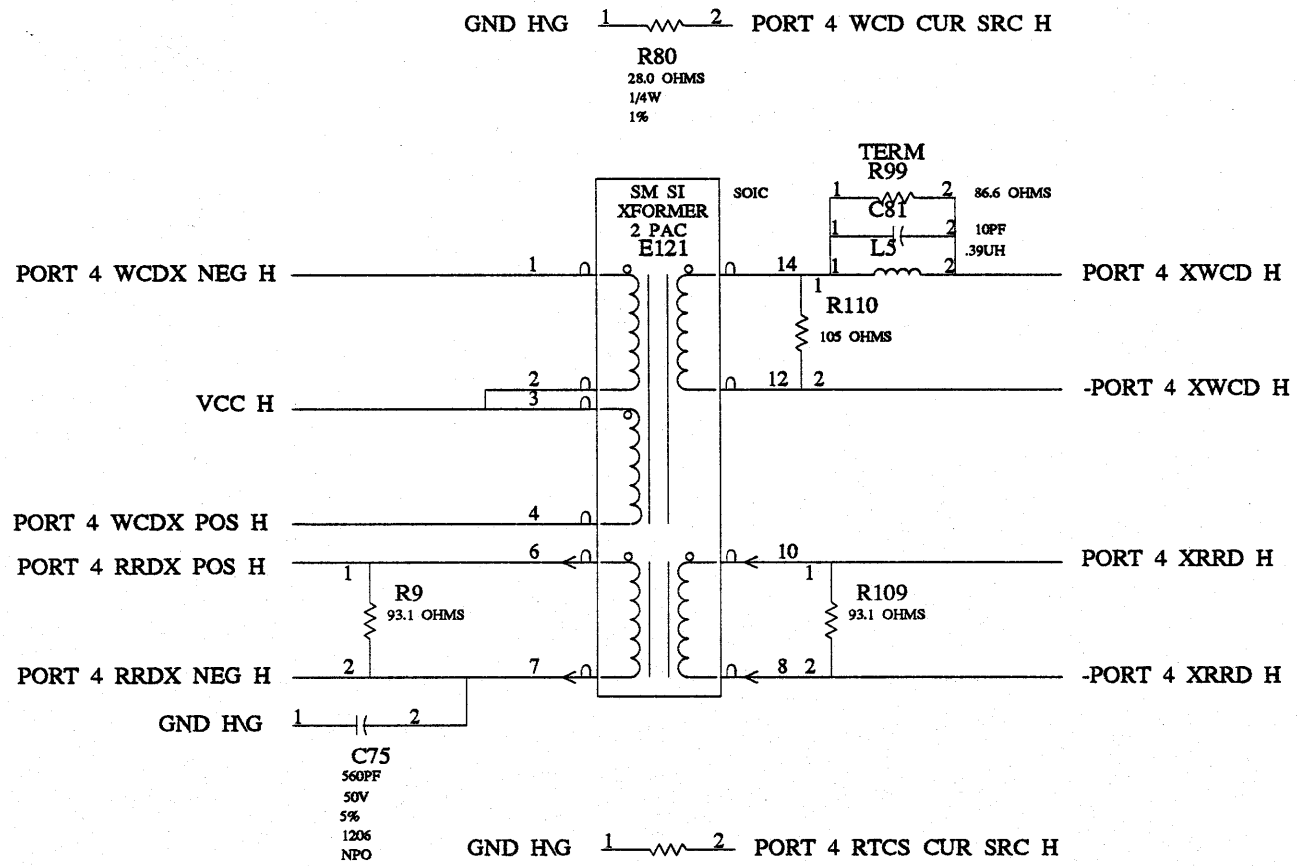 GND H\G 1 2 PORT 4 WCD CUR SRC H
R80
28.0 OHMS
1/4W
1%
TERM
R99
1 2 86.6 OHMS
C81
1 2 10PF
L5 .39UH
1 2
SM SI
XFORMER
2 PAC
E121
SOIC
PORT 4 WCDX NEG H 1 14 PORT 4 XWCD H
1
R110
105 OHMS
2 12 2 -PORT 4 XWCD H
VCC H 3
PORT 4 WCDX POS H 4
PORT 4 RRDX POS H 6 10 PORT 4 XRRD H
1 1
R9 R109
93.1 OHMS 93.1 OHMS
PORT 4 RRDX NEG H 2 7 8 2 -PORT 4 XRRD H
GND H\G 1 2
C75
560PF
50V
5%
1206
NPO
GND H\G 1 2 PORT 4 RTCS CUR SRC H